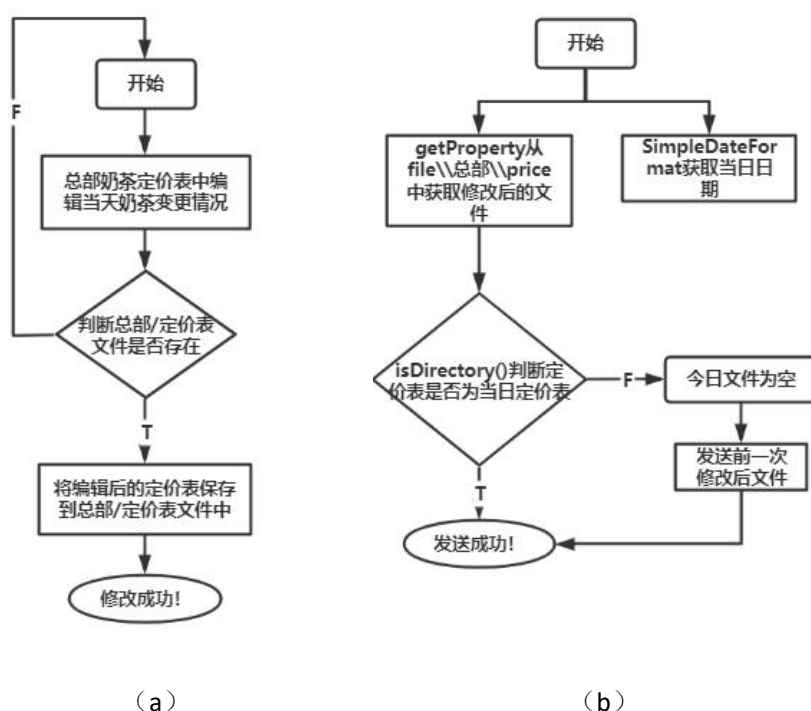 开始
F
总部奶茶定价表中编
辑当天奶茶变更情况
判断总部/定价表
文件是否存在
T
将编辑后的定价表保存
到总部/定价表文件中
修改成功!
(a)
开始
getProperty从
file\\总部\\price
中获取修改后的文
件
SimpleDateFor
mat获取当日日
期
isDirectory()判断定
价表是否为当日定价表
F
今日文件为空
发送前一次
修改后文件
T
发送成功!
(b)